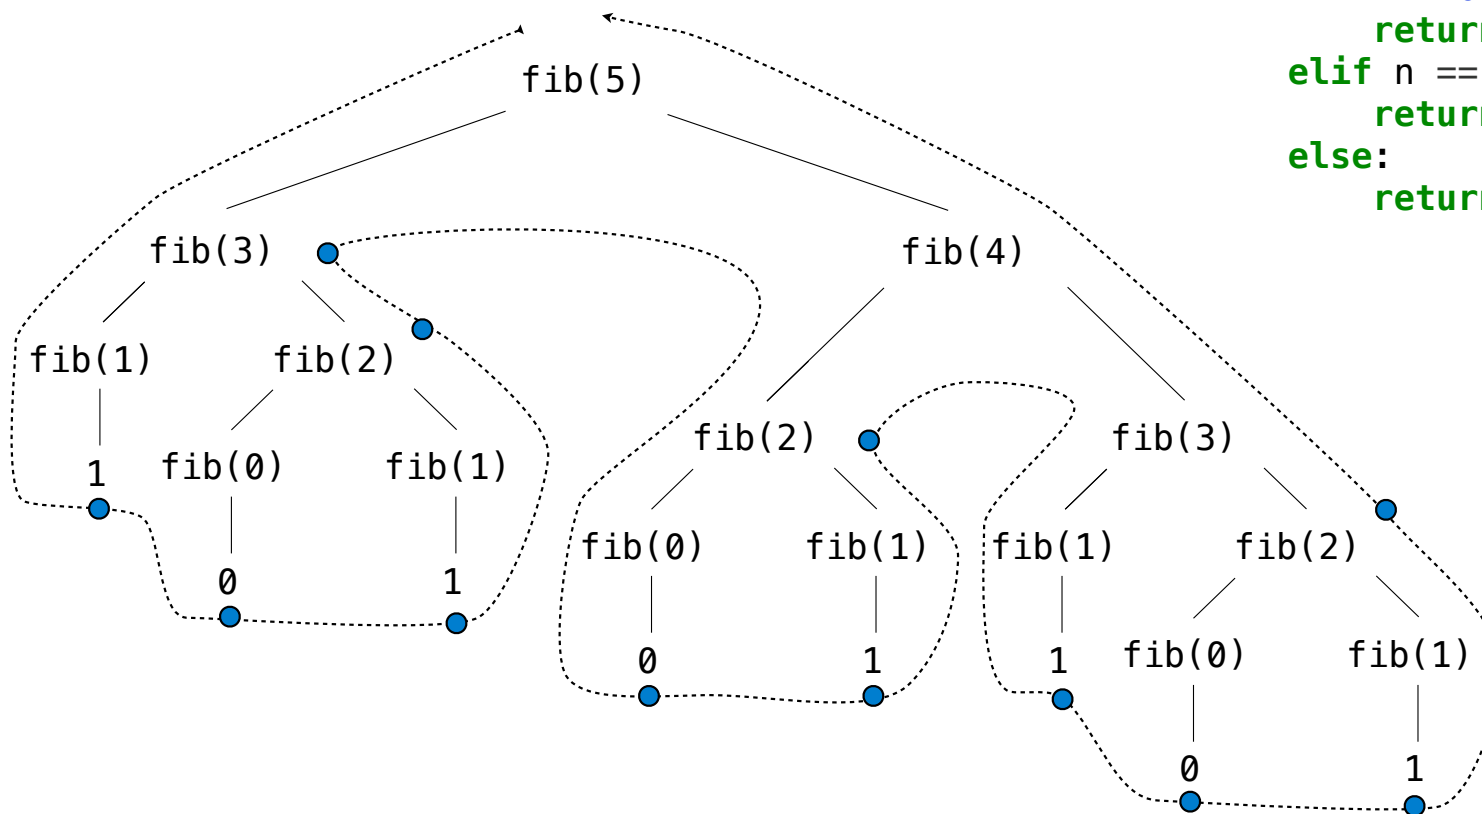 return
elif n ==
return
else:
return
fib(5)
fib(3) fib(4)
fib(1) fib(2)
fib(2) fib(3)
1 fib(0) fib(1)
fib(0) fib(1) fib(1) fib(2)
0 1
0 1 1 fib(0) fib(1)
0 1